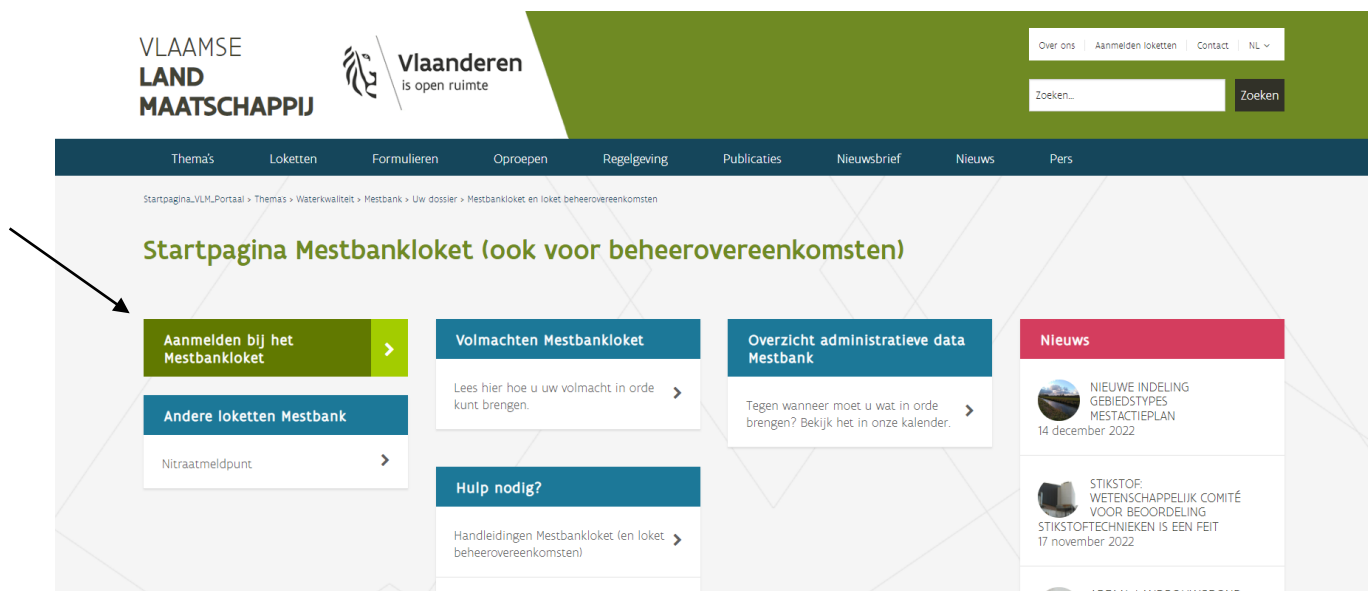 VLAAMSE
LAND
MAATSCHAPPIJ
Vlaanderen
is open ruimte
Over ons
Aanmelden loketten
Contact
NL
Zoeken...
Zoeken
Thema's
Loketten
Formulieren
Oproepen
Regelgeving
Publicaties
Nieuwsbrief
Nieuws
Pers
Startpagina_VLM_Portaal › Themas › Waterkwaliteit › Mestbank › Uw dossier › Mestbankloket en loket beheerovereenkomsten
Startpagina Mestbankloket (ook voor beheerovereenkomsten)
Aanmelden bij het
Mestbankloket
Andere loketten Mestbank
Nitraatmeldpunt
Volmachten Mestbankloket
Lees hier hoe u uw volmacht in orde
kunt brengen.
Hulp nodig?
Handleidingen Mestbankloket (en loket
beheerovereenkomsten)
Overzicht administratieve data
Mestbank
Tegen wanneer moet u wat in orde
brengen? Bekijk het in onze kalender.
Nieuws
NIEUWE INDELING
GEBIEDSTYPES
MESTACTIEPLAN
14 december 2022
STIKSTOF:
WETENSCHAPPELIJK COMITÉ
VOOR BEOORDELING
STIKSTOFTECHNIEKEN IS EEN FEIT
17 november 2022